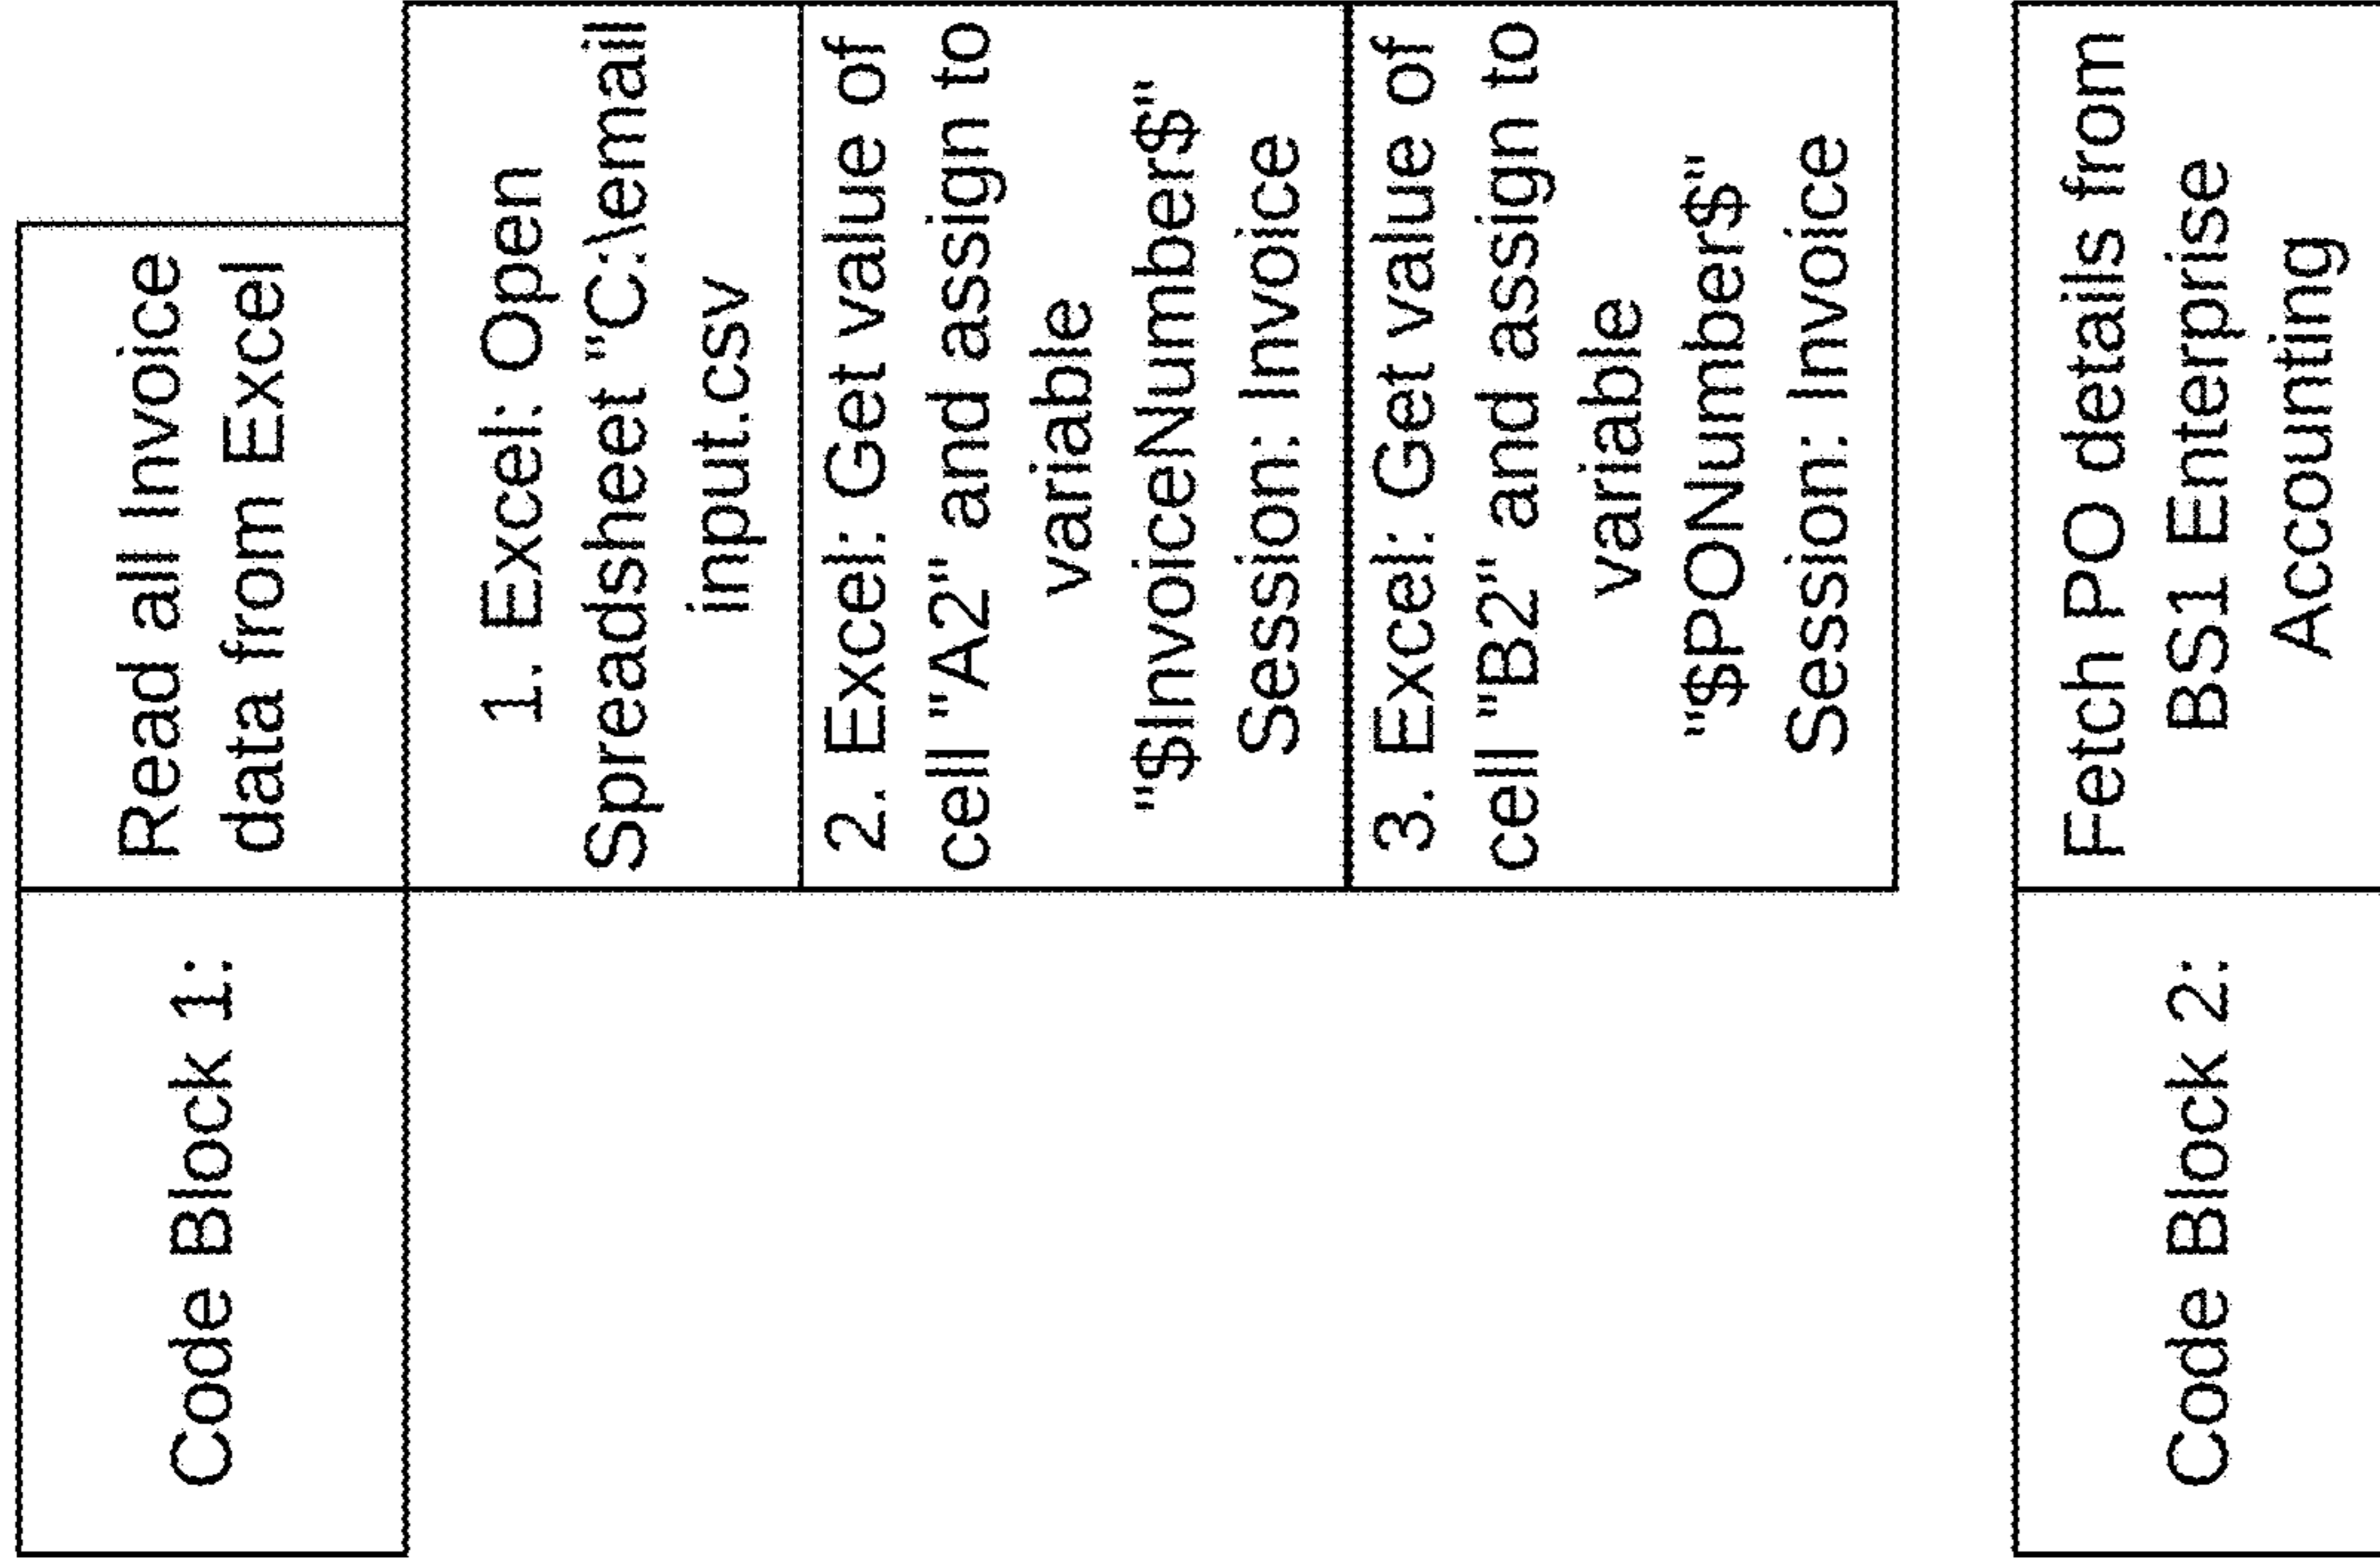 Code Block 1:
Read all Invoice
data from Excel
1. Excel: Open
Spreadsheet "C:\email
input.csv
2. Excel: Get value of
cell "A2" and assign to
variable
"$InvoiceNumber$"
Session: Invoice
3. Excel: Get value of
cell "B2" and assign to
variable
"$PONumber$"
Session: Invoice
Code Block 2:
Fetch PO details from
BS1 Enterprise
Accounting